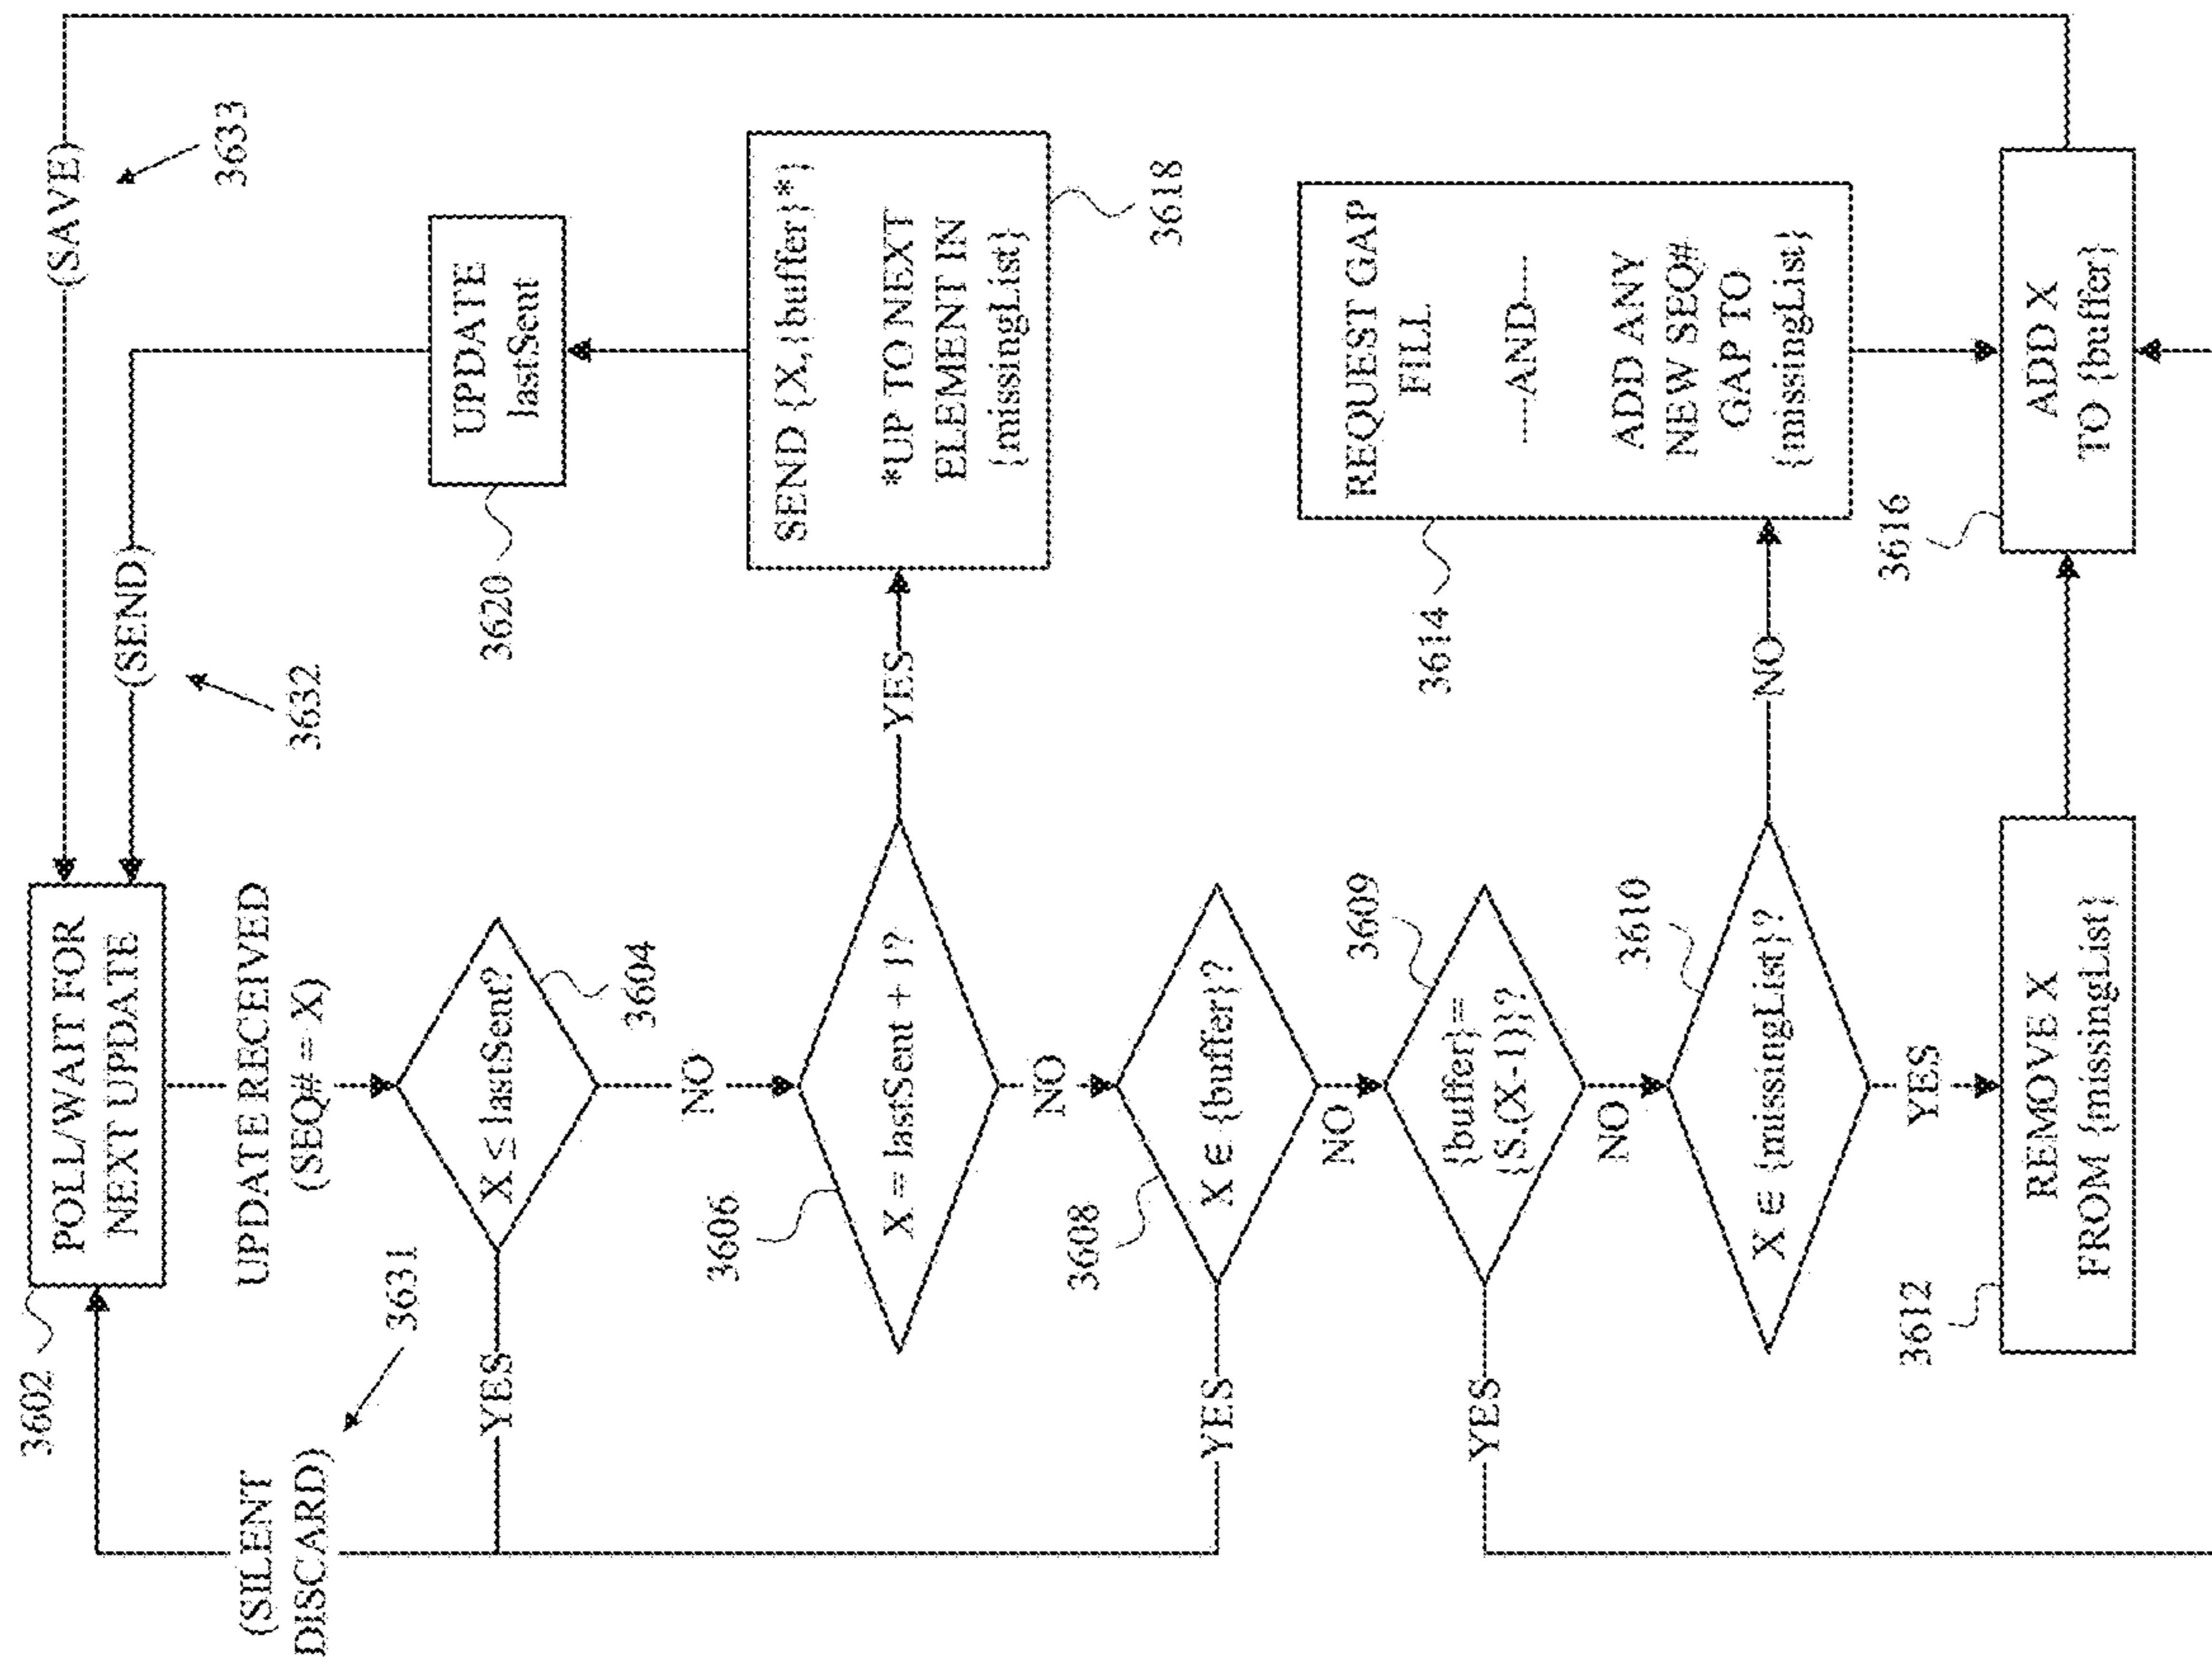 (SAVE)
3633
(SEND)
3632
3602
POLL/WAIT FOR
NEXT UPDATE
(SILENT
DISCARD)
3631
UPDATE RECEIVED
(SEQ# = X)
X ≤ lastSent?
3604
YES
NO
UPDATE
lastSent
3620
3606
X = lastSent + 1?
YES
SEND {X,{buffer}*}
*UP TO NEXT
ELEMENT IN
{missingList}
3618
NO
3608
X ∈ {buffer}?
YES
NO
3609
{buffer}=
{S,(X-1)}?
YES
NO
3610
X ∈ {missingList}?
NO
3614
REQUEST GAP
FILL
-----AND-----
ADD ANY
NEW SEQ#
GAP TO
{missingList}
YES
3612
REMOVE X
FROM {missingList}
3616
ADD X
TO {buffer}